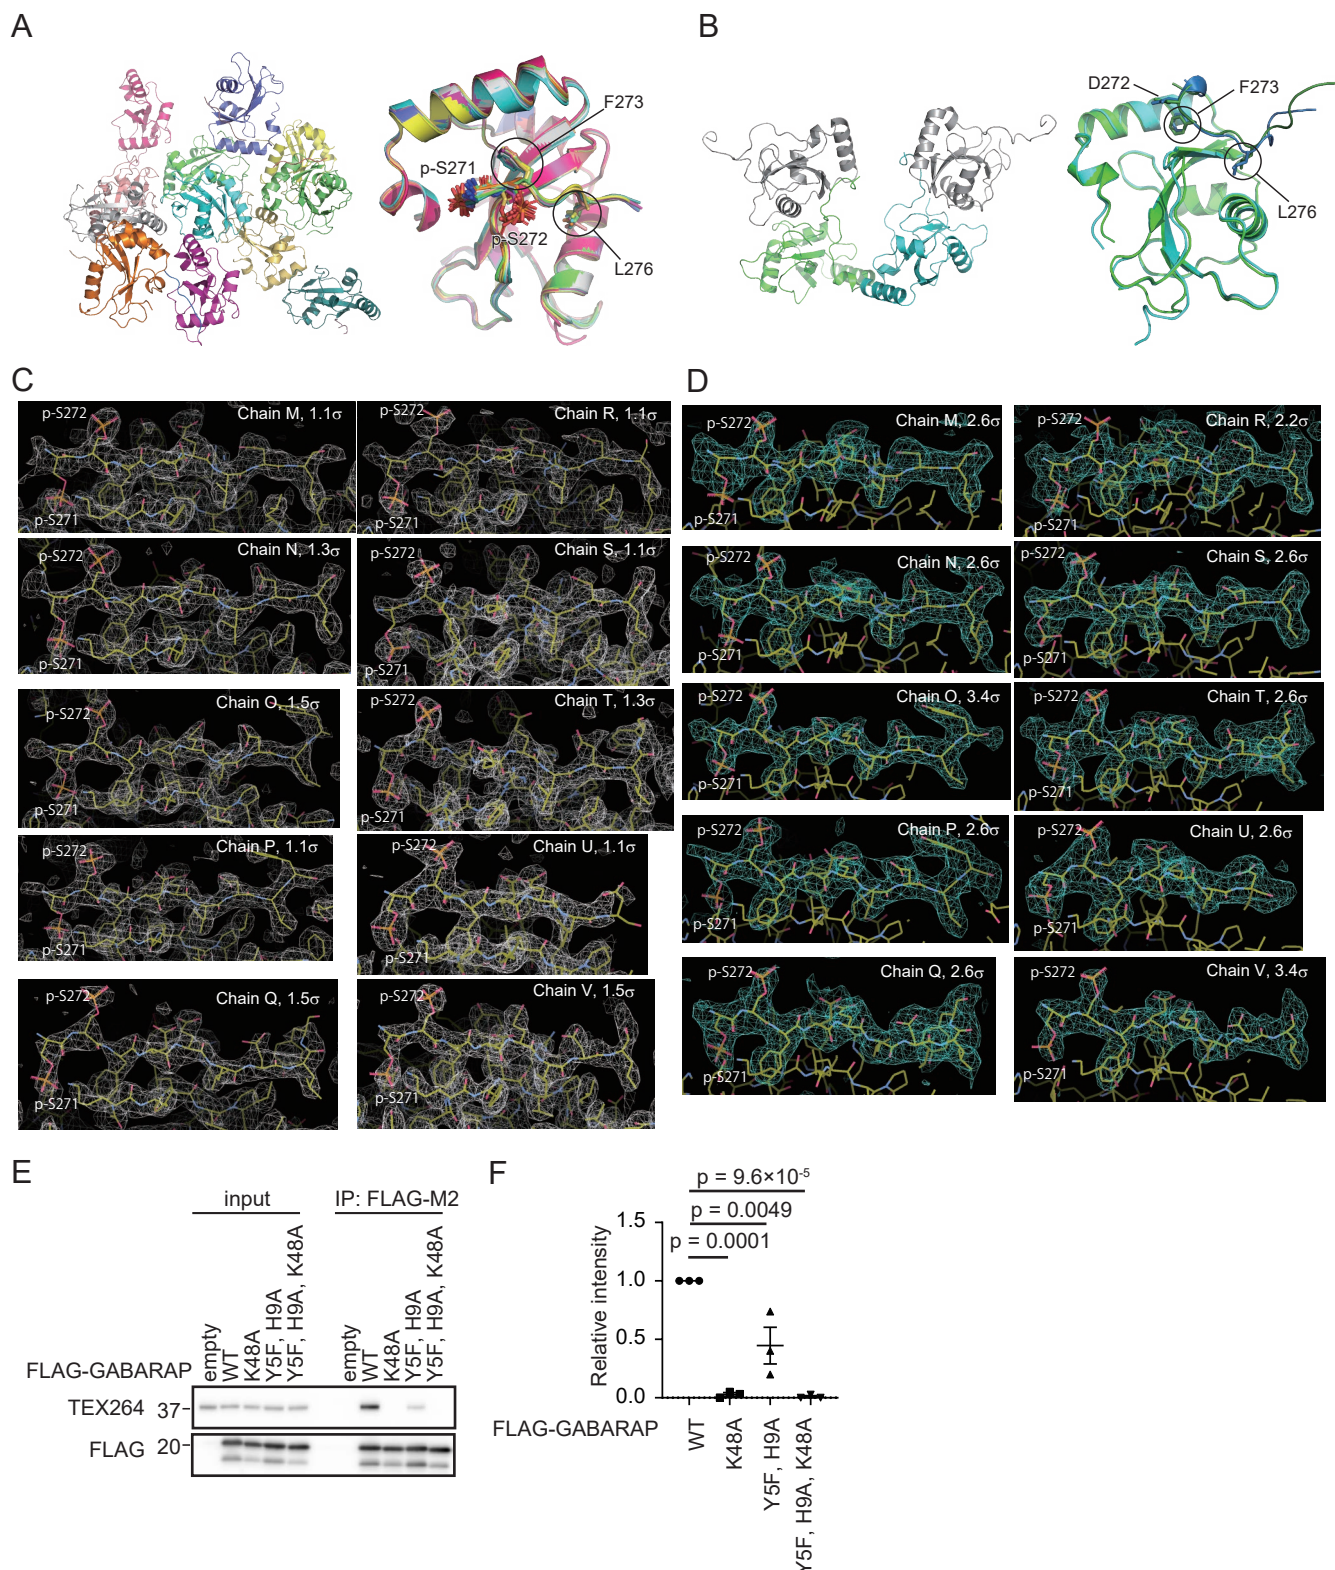 A
F273
p-S271
p-S272
L276
B
D272
F273
L276
C
p-S272
Chain M, 1.1σ
p-S271
p-S272
Chain R, 1.1σ
p-S271
p-S272
Chain N, 1.3σ
p-S271
p-S272
Chain S, 1.1σ
p-S271
p-S272
Chain O, 1.5σ
p-S271
p-S272
Chain T, 1.3σ
p-S271
p-S272
Chain P, 1.1σ
p-S271
p-S272
Chain U, 1.1σ
p-S271
p-S272
Chain Q, 1.5σ
p-S271
p-S272
Chain V, 1.5σ
p-S271
D
p-S272
Chain M, 2.6σ
p-S271
p-S272
Chain R, 2.2σ
p-S271
p-S272
Chain N, 2.6σ
p-S271
p-S272
Chain S, 2.6σ
p-S271
p-S272
Chain O, 3.4σ
p-S271
p-S272
Chain T, 2.6σ
p-S271
p-S272
Chain P, 2.6σ
p-S271
p-S272
Chain U, 2.6σ
p-S271
p-S272
Chain Q, 2.6σ
p-S271
p-S272
Chain V, 3.4σ
p-S271
E
input
IP: FLAG-M2
FLAG-GABARAP
empty
WT
K48A
Y5F, H9A
Y5F, H9A, K48A
empty
WT
K48A
Y5F, H9A
Y5F, H9A, K48A
TEX264
37
FLAG
20
F
p = 9.6×10⁻⁵
p = 0.0049
p = 0.0001
Relative intensity
1.5
1.0
0.5
0.0
FLAG-GABARAP
WT
K48A
Y5F, H9A
Y5F, H9A, K48A